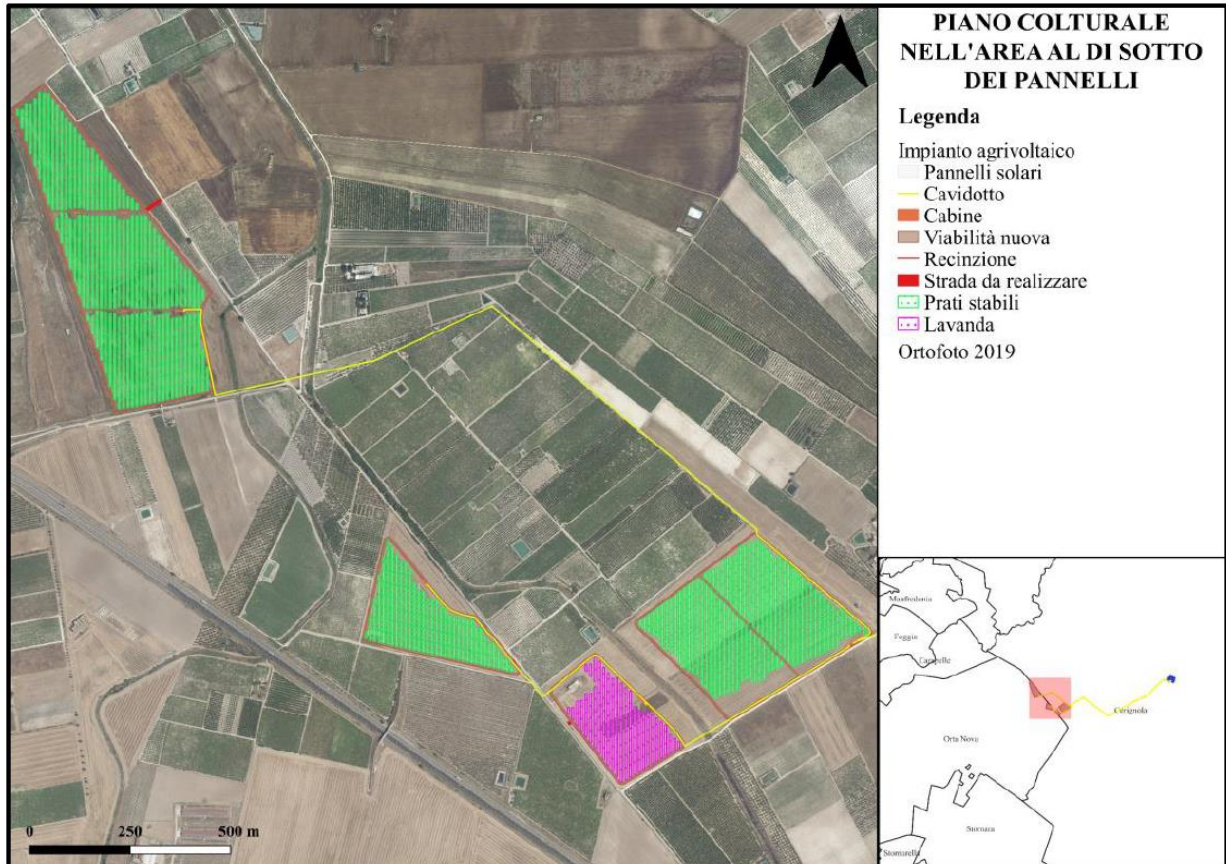 PIANO COLTURALE
NELL'AREA AL DI SOTTO
DEI PANNELLI
Legenda
Impianto agrivoltaico
Pannelli solari
Cavidotto
Cabine
Viabilità nuova
Recinzione
Strada da realizzare
Prati stabili
Lavanda
Ortofoto 2019
0 250 500 m
Manfredonia
Foggia
Carapelle
Cerignola
Orta Nova
Stornara
Stornarella